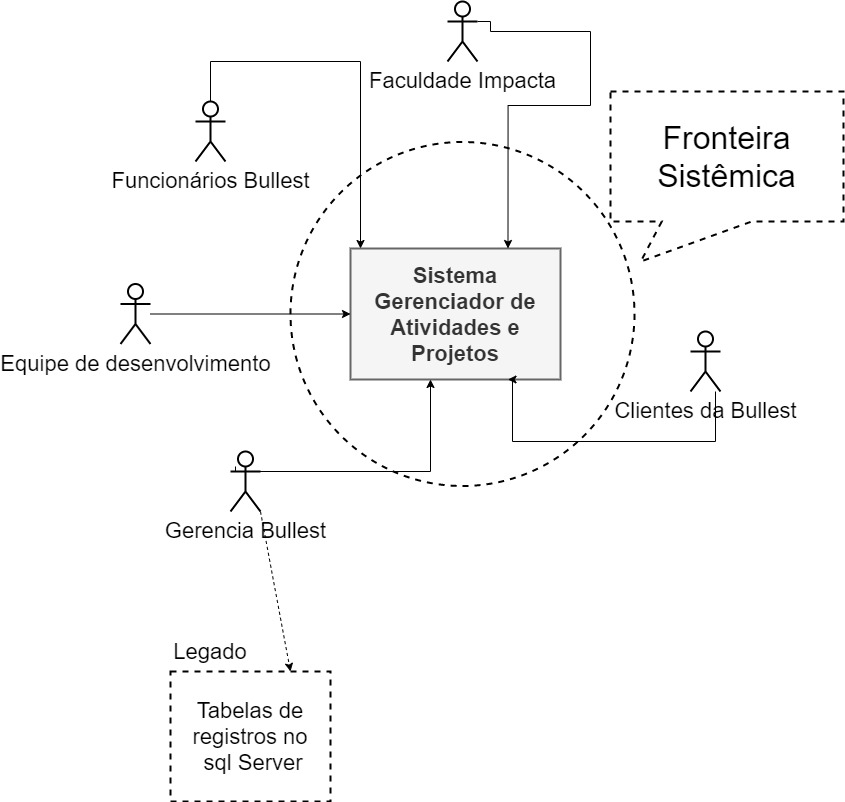 Faculdade Impacta
Funcionários Bullest
Fronteira
Sistêmica
Sistema
Gerenciador de
Atividades e
Projetos
Equipe de desenvolvimento
Clientes da Bullest
Gerencia Bullest
Legado
Tabelas de
registros no
sql Server